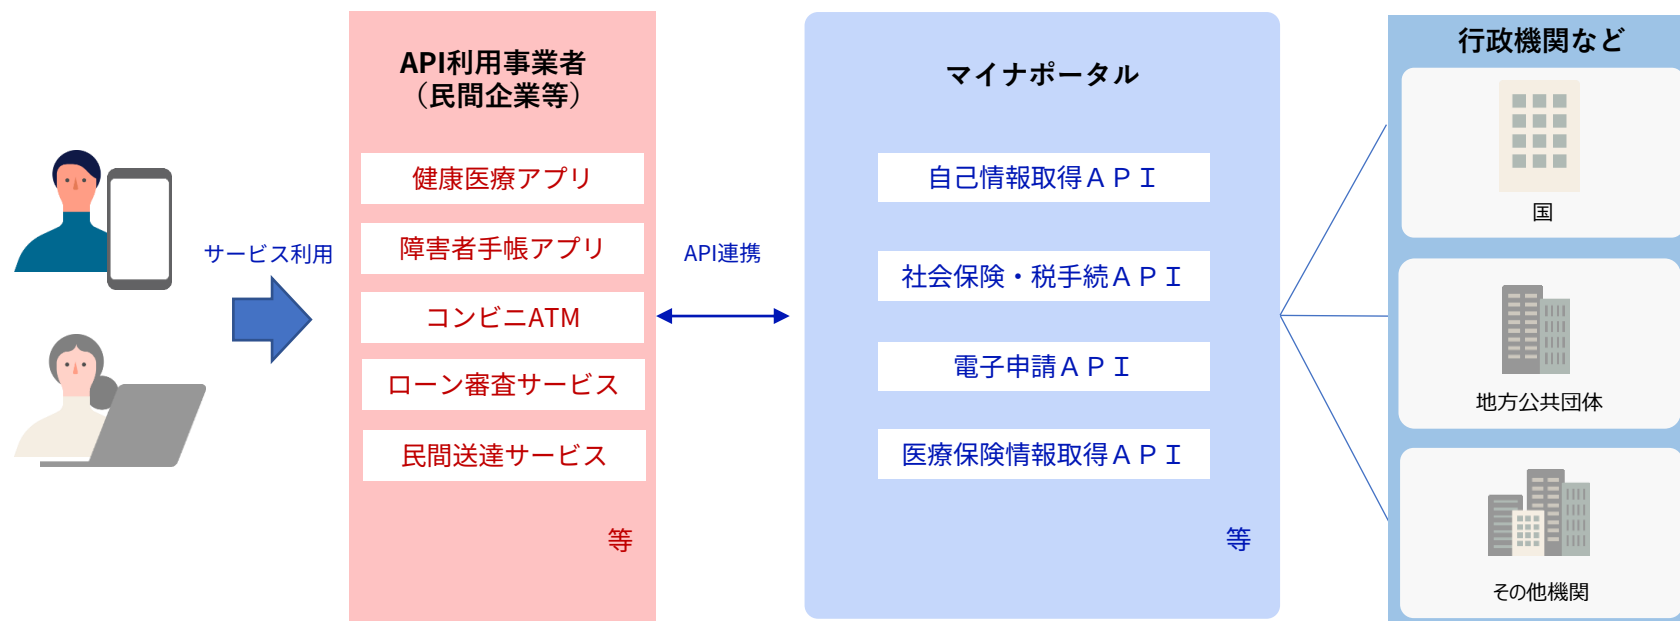 サービス利用
API利用事業者
（民間企業等）
健康医療アプリ
障害者手帳アプリ
コンビニATM
ローン審査サービス
民間送達サービス
等
API連携
マイナポータル
自己情報取得ＡＰＩ
社会保険・税手続ＡＰＩ
電子申請ＡＰＩ
医療保険情報取得ＡＰＩ
等
行政機関など
国
地方公共団体
その他機関